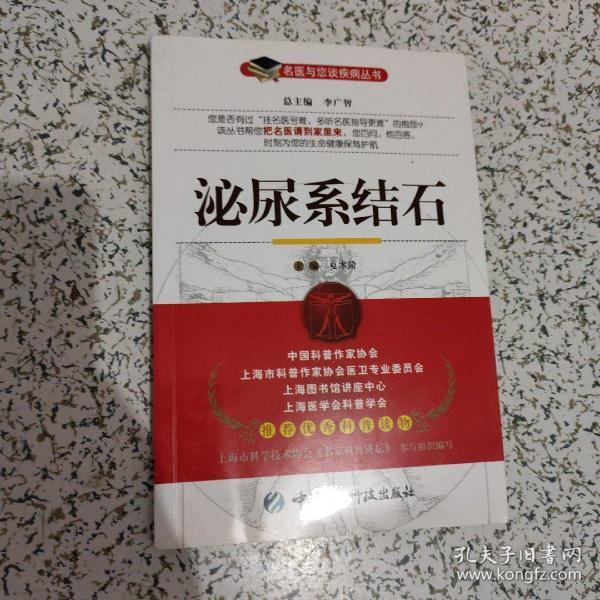 名医与您谈疾病丛书
总主编 李广智
您是否有过“挂名医号难，多听名医指导更难”的抱怨？
该丛书帮您把名医请到家里来，您百问，他百答，
时刻为您的生命健康保驾护航
泌尿系结石
主编 夏术阶
中国科普作家协会
上海市科普作家协会医卫专业委员会
上海图书馆讲座中心
上海医学会科普学会
推荐优秀科普读物
上海市科学技术协会《名家科普讲坛》 参与组织编写
中 科技出版社
孔夫子旧书网
www.kongfz.com